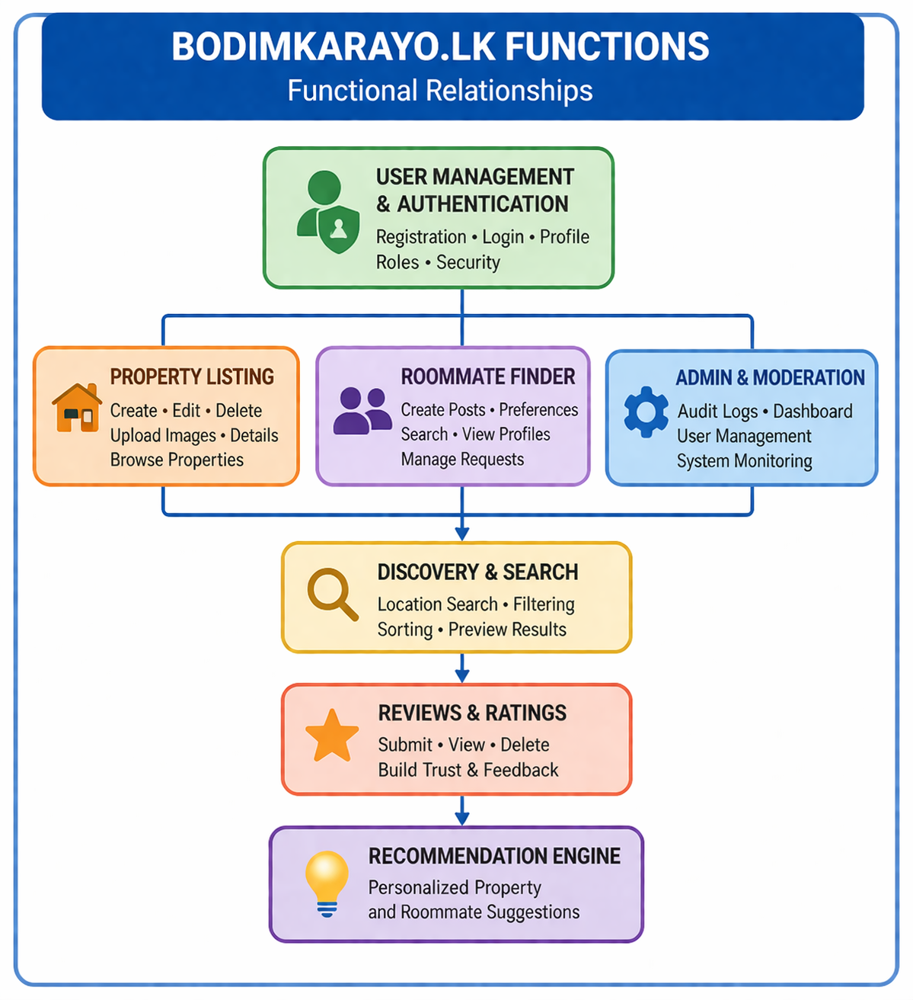 BODIMKARAYO.LK FUNCTIONS
Functional Relationships
USER MANAGEMENT
& AUTHENTICATION
Registration • Login • Profile
Roles • Security
PROPERTY LISTING
Create • Edit • Delete
Upload Images • Details
Browse Properties
ROOMMATE FINDER
Create Posts • Preferences
Search • View Profiles
Manage Requests
ADMIN & MODERATION
Audit Logs • Dashboard
User Management
System Monitoring
DISCOVERY & SEARCH
Location Search • Filtering
Sorting • Preview Results
REVIEWS & RATINGS
Submit • View • Delete
Build Trust & Feedback
RECOMMENDATION ENGINE
Personalized Property
and Roommate Suggestions